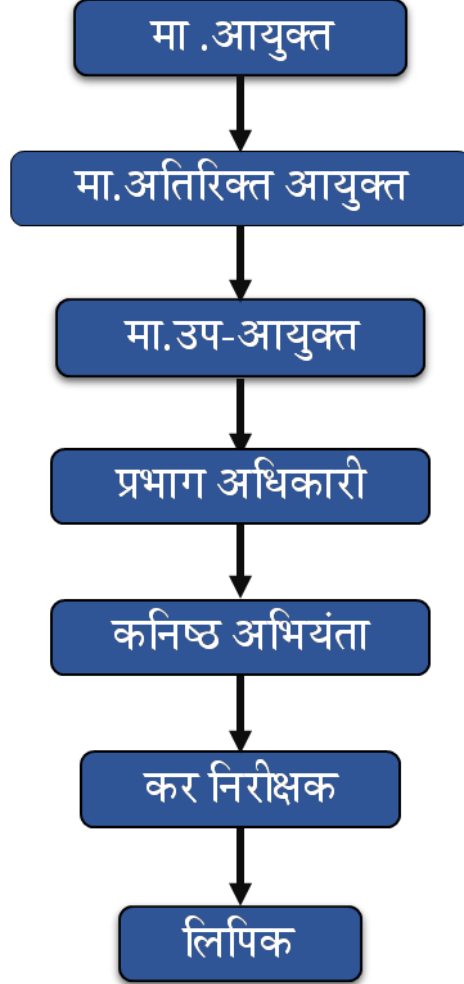 मा .आयुक्त
मा.अतिरिक्त आयुक्त
मा.उप-आयुक्त
प्रभाग अधिकारी
कनिष्ठ अभियंता
कर निरीक्षक
लिपिक